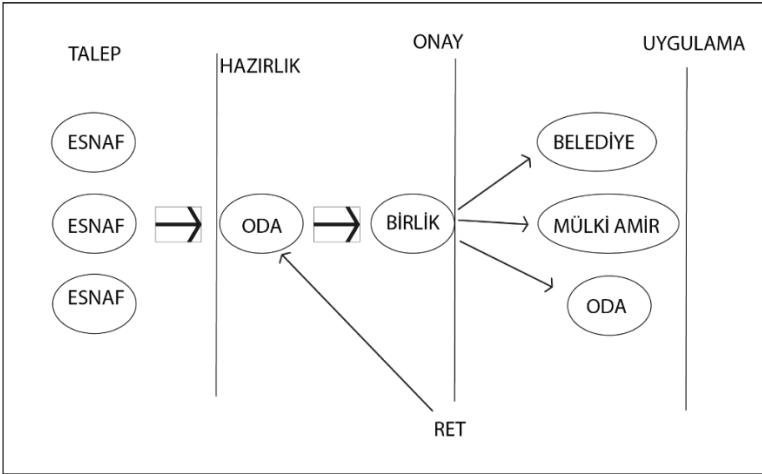 TALEP
HAZIRLIK
ONAY
UYGULAMA
ESNAF
ESNAF
ESNAF
ODA
BİRLİK
BELEDİYE
MÜLKİ AMİR
ODA
RET